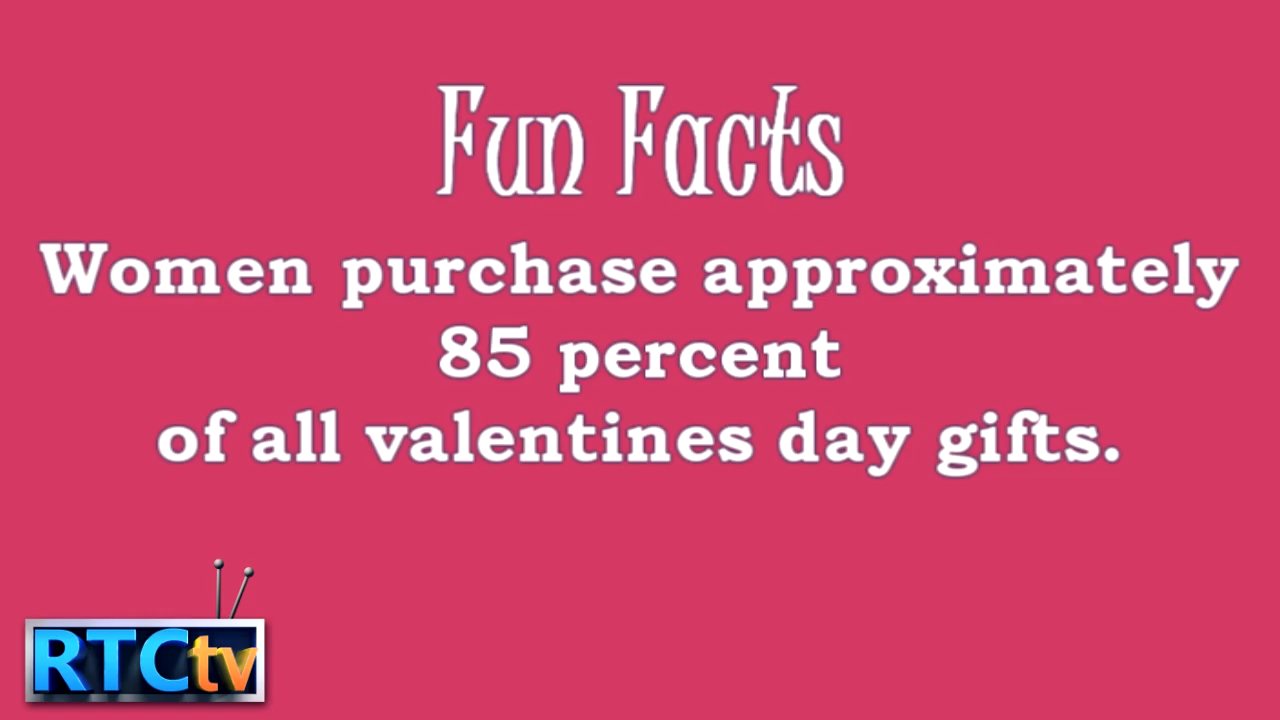 Fun Facts
Women purchase approximately
85 percent
of all valentines day gifts.
RTCtv